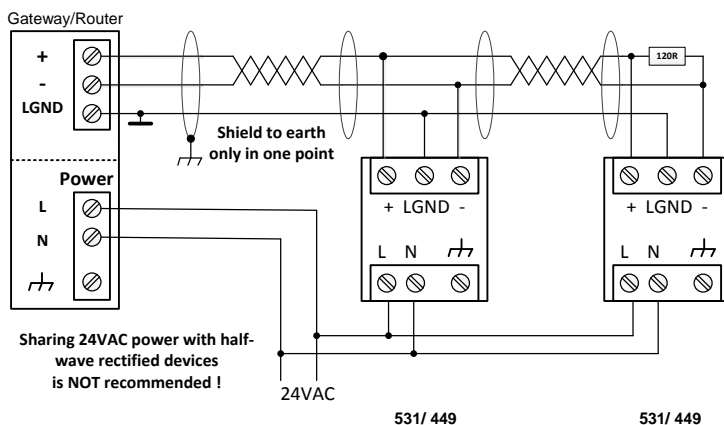 Gateway/Router
+
-
LGND
120R
Shield to earth
only in one point
Power
L
N
+ LGND -
L N
+ LGND -
L N
Sharing 24VAC power with half-
wave rectified devices
is NOT recommended !
24VAC
531/ 449
531/ 449